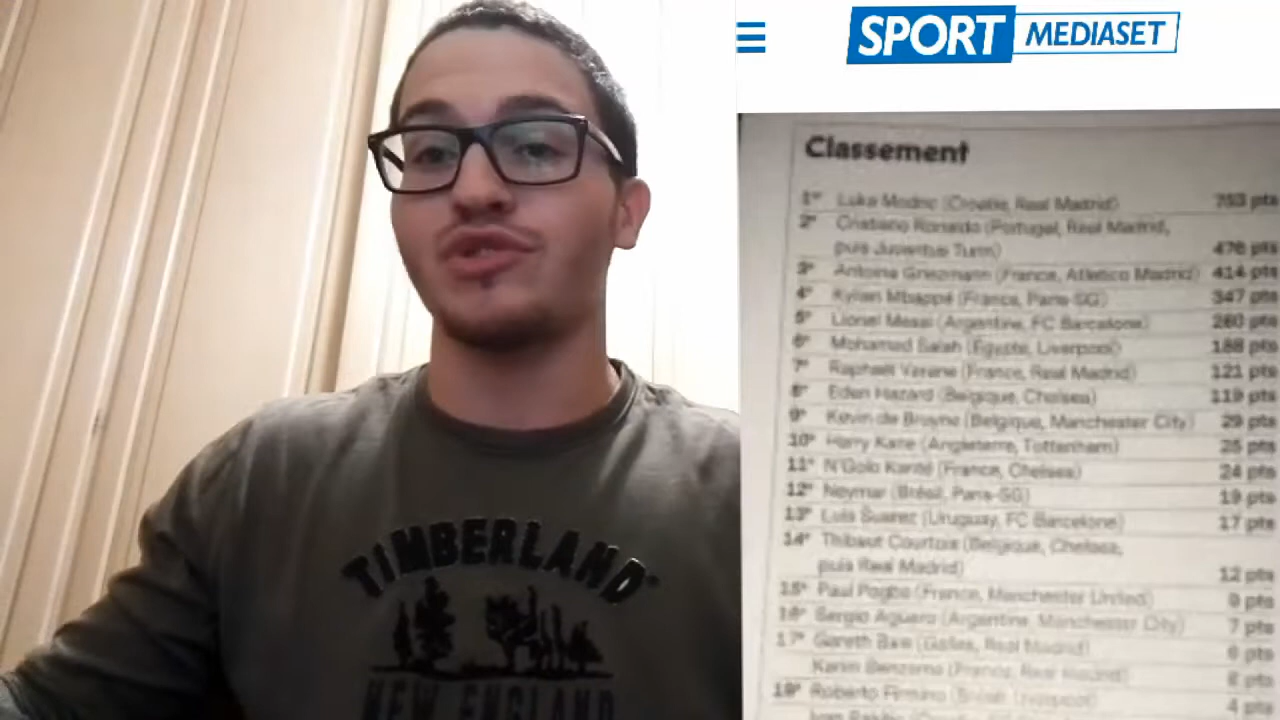 SPORT MEDIASET
Classement
1er Luka Modric (Croatie, Real Madrid) 753 pts
2e Cristiano Ronaldo (Portugal, Real Madrid,
puis Juventus Turin) 476 pts
3e Antoine Griezmann (France, Atletico Madrid) 414 pts
4e Kylian Mbappé (France, Paris-SG) 347 pts
5e Lionel Messi (Argentine, FC Barcelone) 280 pts
6e Mohamed Salah (Egypte, Liverpool) 188 pts
7e Raphaël Varane (France, Real Madrid) 121 pts
8e Eden Hazard (Belgique, Chelsea) 119 pts
9e Kevin de Bruyne (Belgique, Manchester City) 29 pts
10e Harry Kane (Angleterre, Tottenham) 25 pts
11e N'Golo Kanté (France, Chelsea) 24 pts
12e Neymar (Brésil, Paris-SG) 19 pts
13e Luis Suarez (Uruguay, FC Barcelone) 17 pts
14e Thibaut Courtois (Belgique, Chelsea,
puis Real Madrid) 12 pts
15e Paul Pogba (France, Manchester United) 9 pts
16e Sergio Aguero (Argentine, Manchester City) 7 pts
17e Gareth Bale (Galles, Real Madrid) 6 pts
Karim Benzema (France, Real Madrid) pts
19e Roberto Firmino (Brésil, Liverpool) 4 pts
TIMBERLAND
NEW ENGLAND